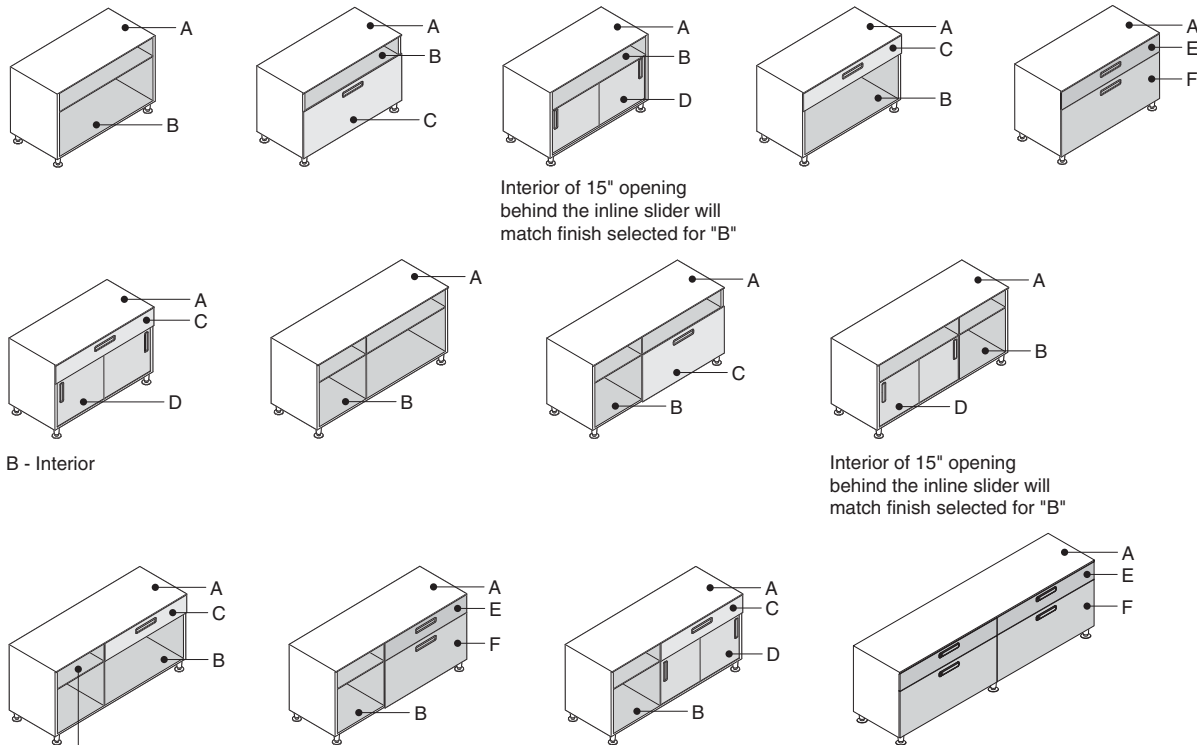 A
B
A
B
C
A
B
D
A
C
B
A
E
F
Interior of 15" opening
behind the inline slider will
match finish selected for "B"
A
C
D
B - Interior
A
B
A
C
B
A
B
D
Interior of 15" opening
behind the inline slider will
match finish selected for "B"
A
C
B
A
E
F
B
A
C
D
B
A
E
F